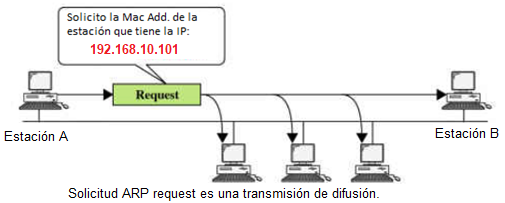 Solicito la Mac Add. de la
estación que tiene la IP:
192.168.10.101
Request
Estación A
Estación B
Solicitud ARP request es una transmisión de difusión.